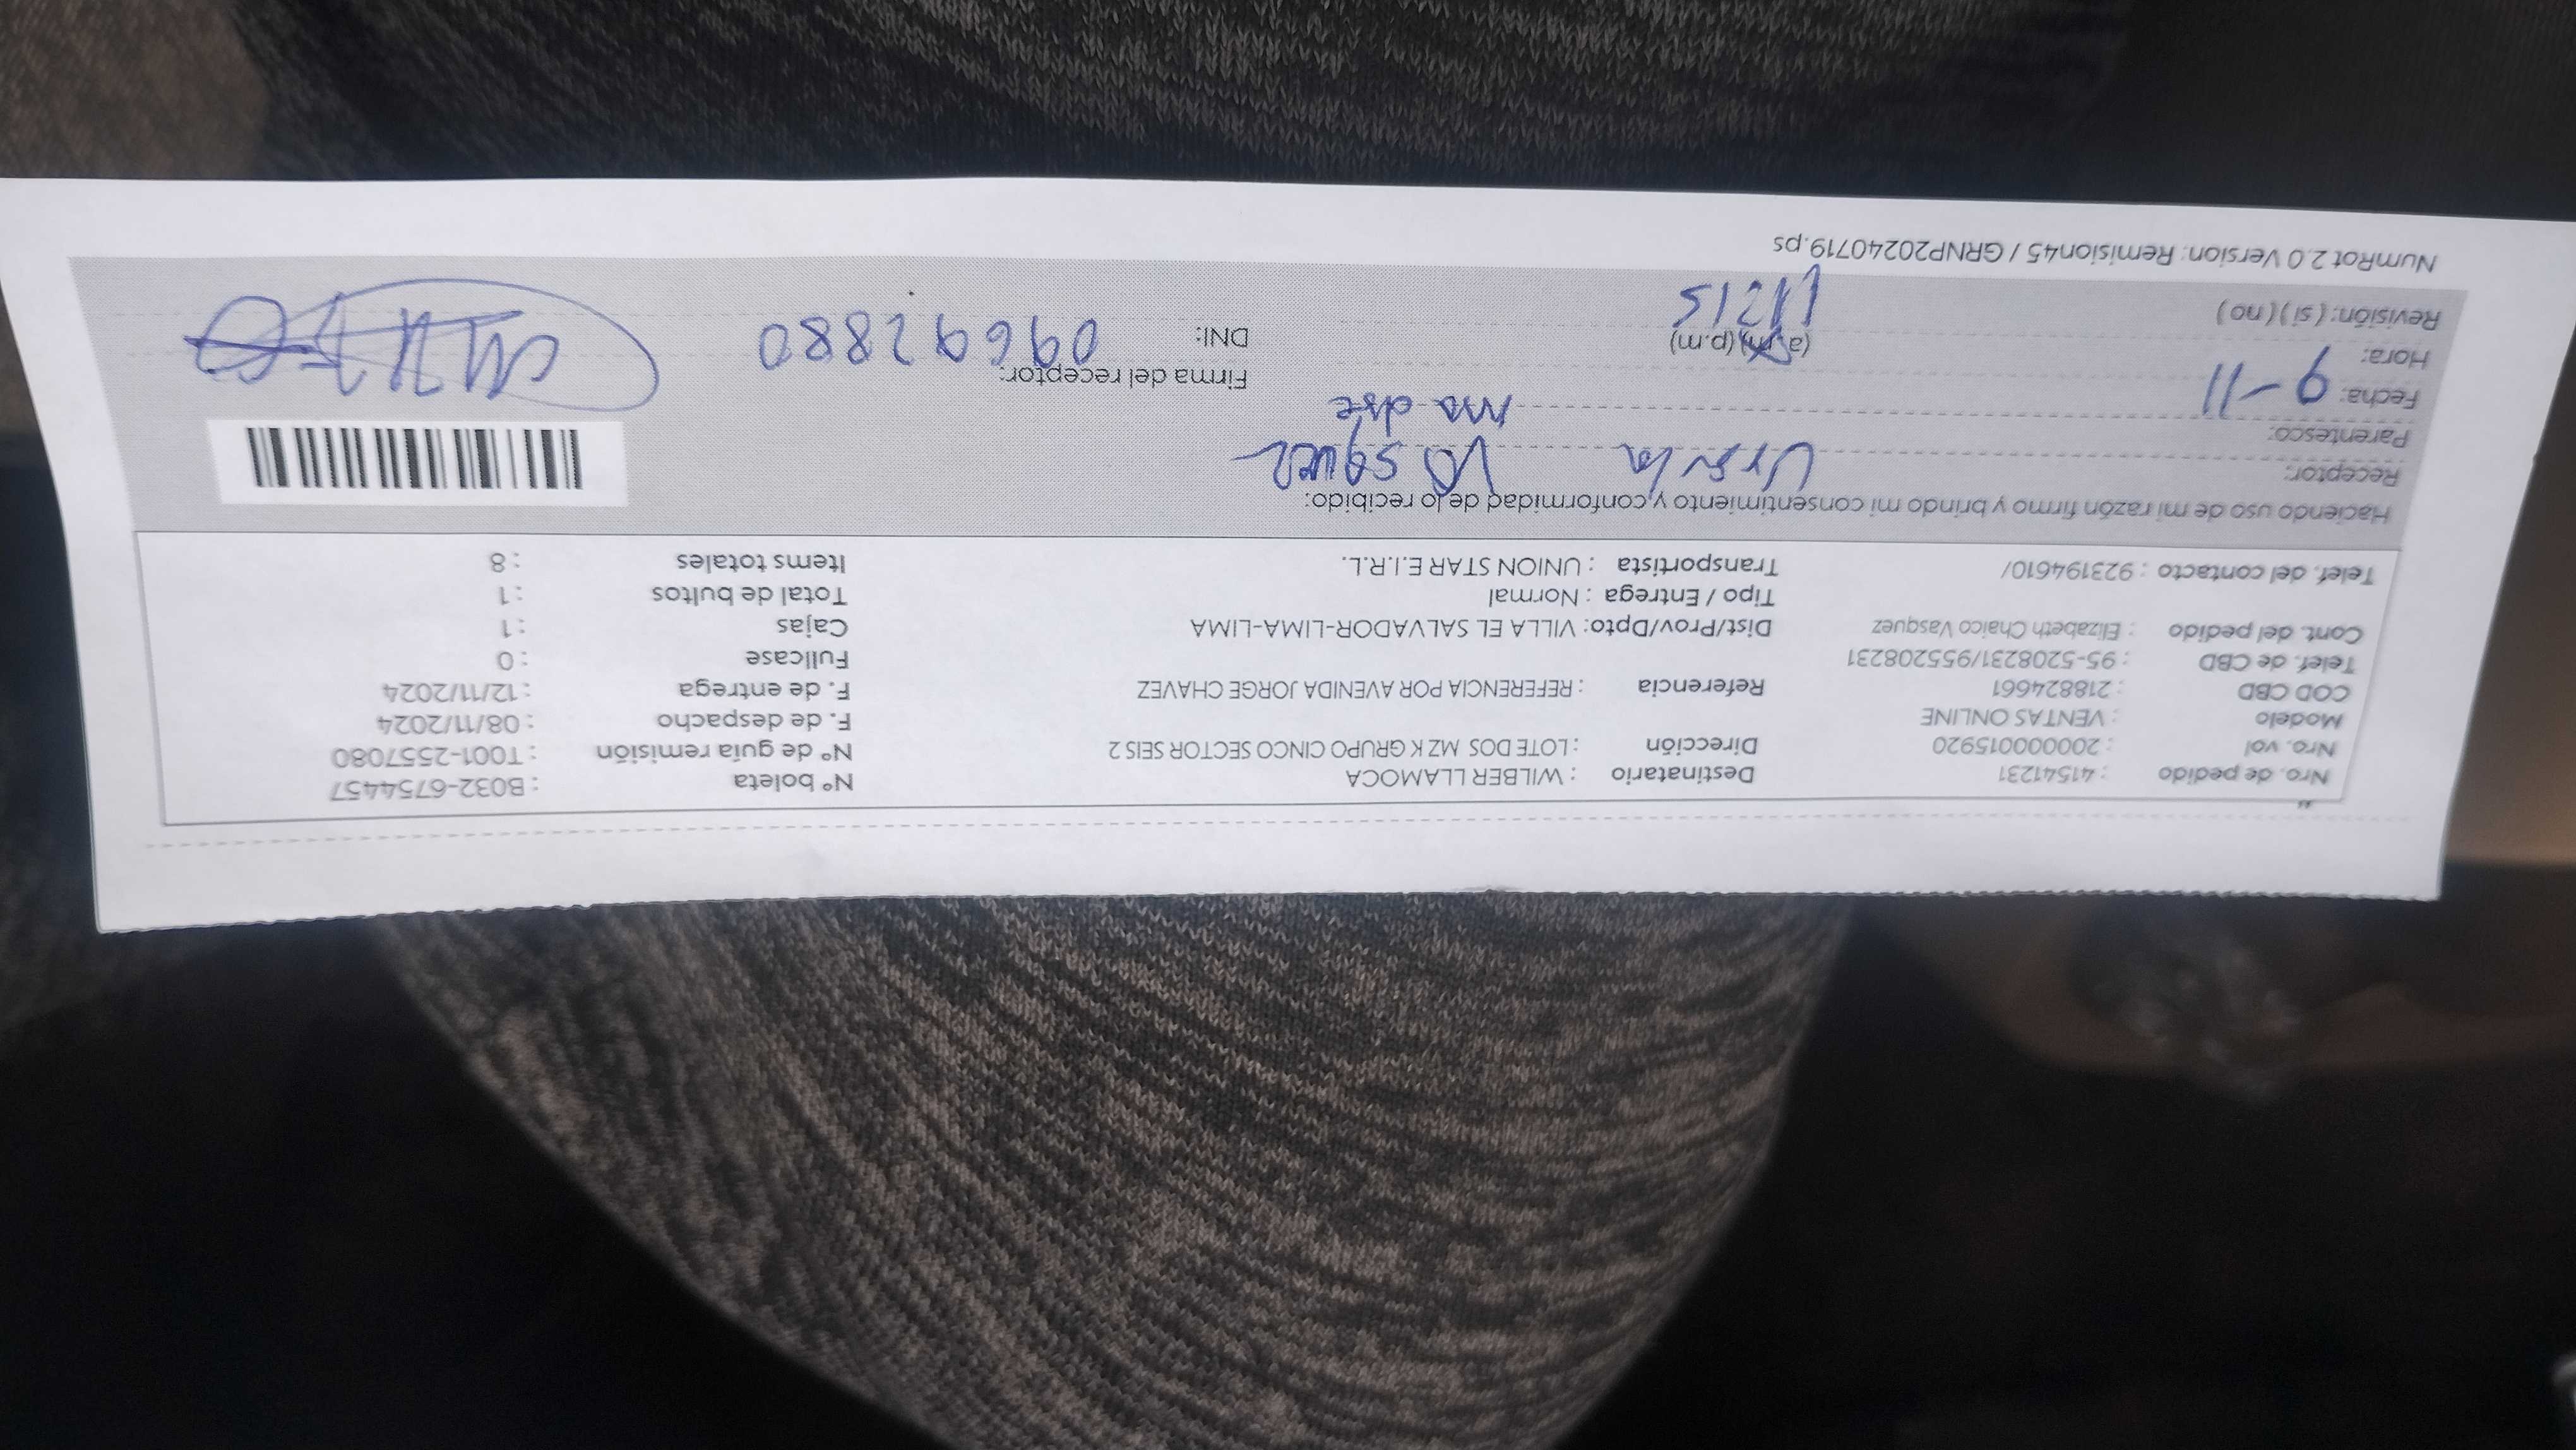 Nro. de pedido : 41541231 Destinatario : WILBER LLAMOCA Nº boleta : B032-6754457
Nro. vol : 200000015920 Dirección : LOTE DOS MZ K GRUPO CINCO SECTOR SEIS 2 Nº de guía remisión : T001-2557080
Modelo : VENTAS ONLINE F. de despacho : 08/11/2024
COD CBD : 218824661 Referencia : REFERENCIA POR AVENIDA JORGE CHAVEZ F. de entrega : 12/11/2024
Telef. de CBD : 95-5208231/955208231 Fullcase : 0
Cont. del pedido : Elizabeth Chaico Vasquez Dist/Prov/Dpto: VILLA EL SALVADOR-LIMA-LIMA Cajas : 1
Tipo / Entrega : Normal Total de bultos : 1
Telef. del contacto : 923194610/ Transportista : UNION STAR E.I.R.L. Items totales : 8
Haciendo uso de mi razón firmo y brindo mi consentimiento y conformidad de lo recibido:
Receptor: Ursula Vasquez
Parentesco: madre
Fecha: 9-11 Firma del receptor:
Hora: (a.m) (p.m) DNI: 09692880
Revisión: ( si ) ( no )
NumRot 2.0 Version: Remision45 / GRNP20240719.ps